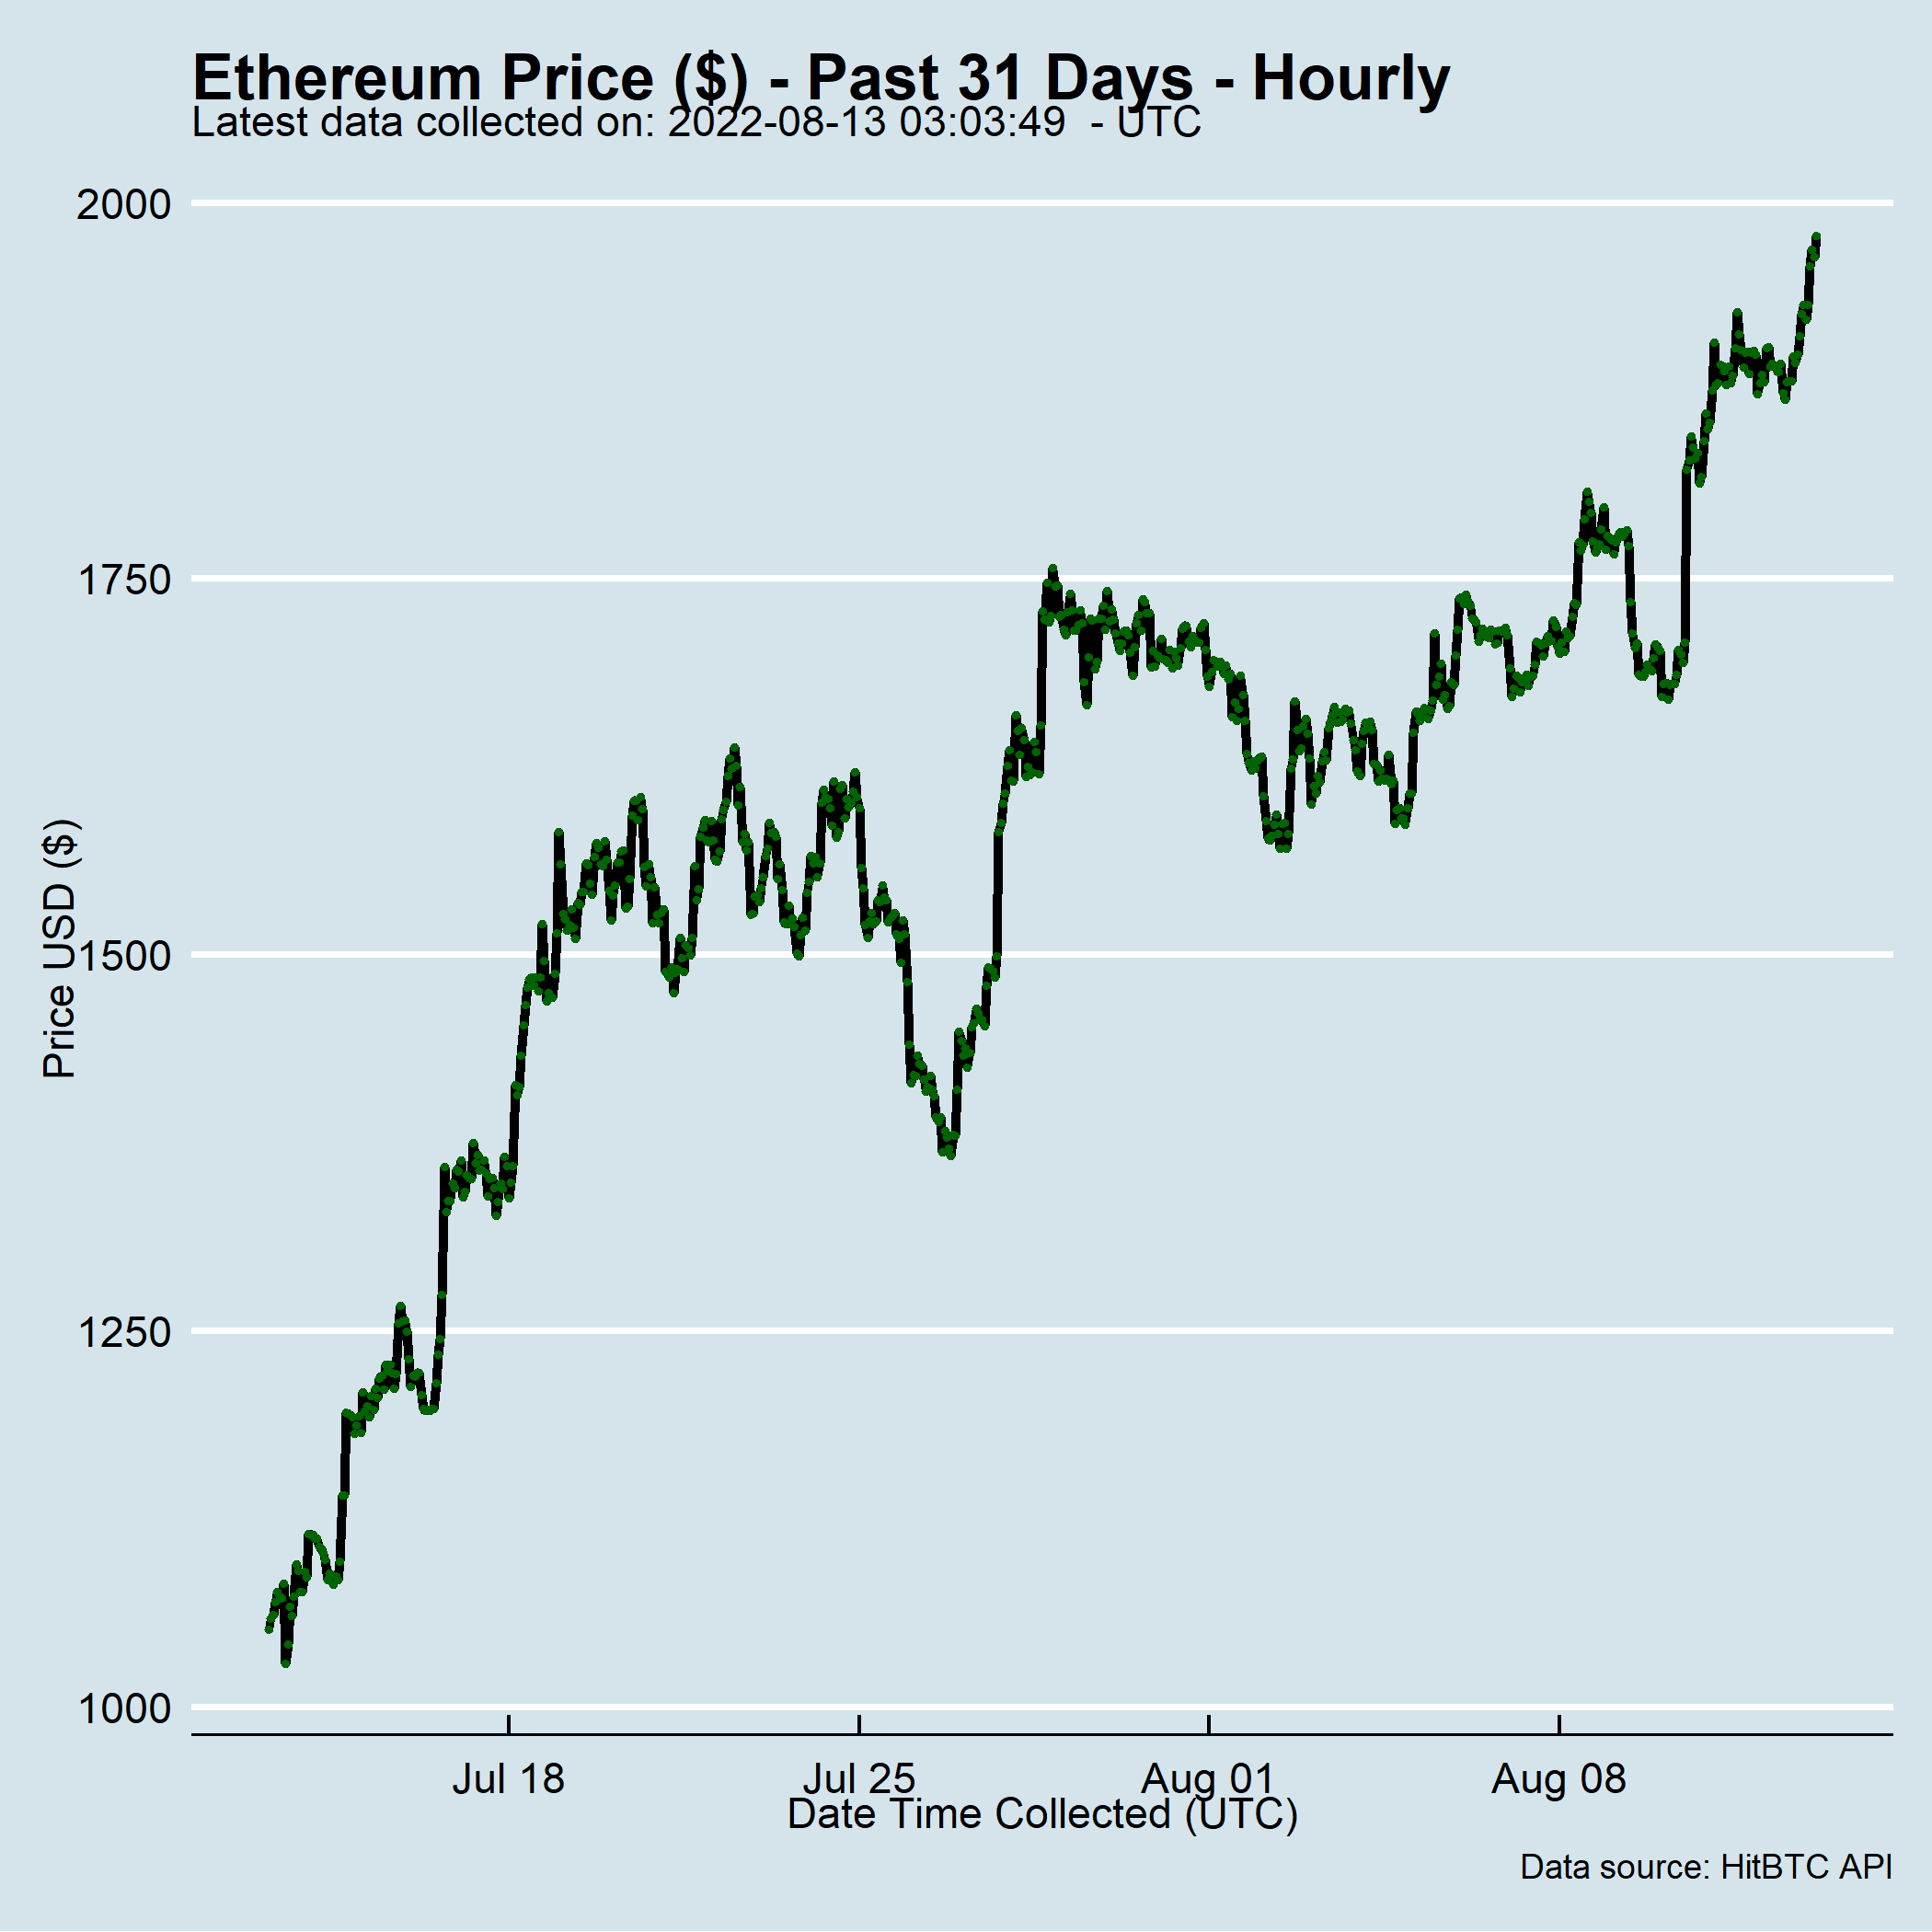 Ethereum Price ($) - Past 31 Days - Hourly
Latest data collected on: 2022-08-13 03:03:49  - UTC
2000
1750
1500
1250
1000
Price USD ($)
Jul 18
Jul 25
Aug 01
Aug 08
Date Time Collected (UTC)
Data source: HitBTC API